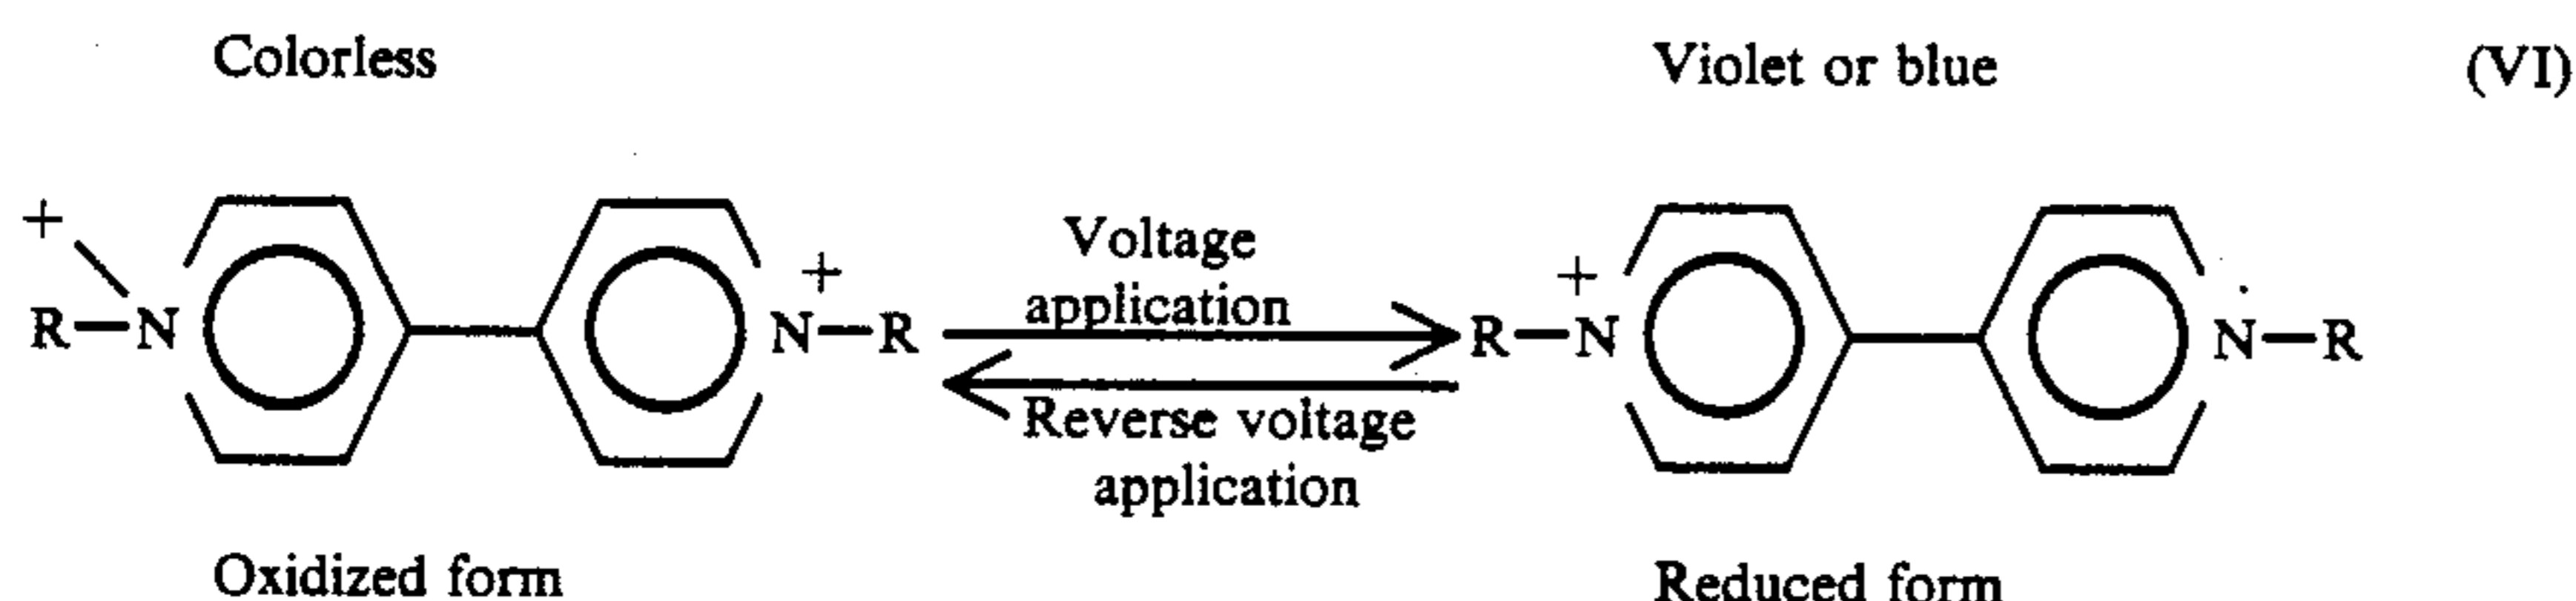 Colorless Violet or blue (VI)
+ + Voltage +
R—N N—R application R—N N—R
Reverse voltage
application
Oxidized form Reduced form